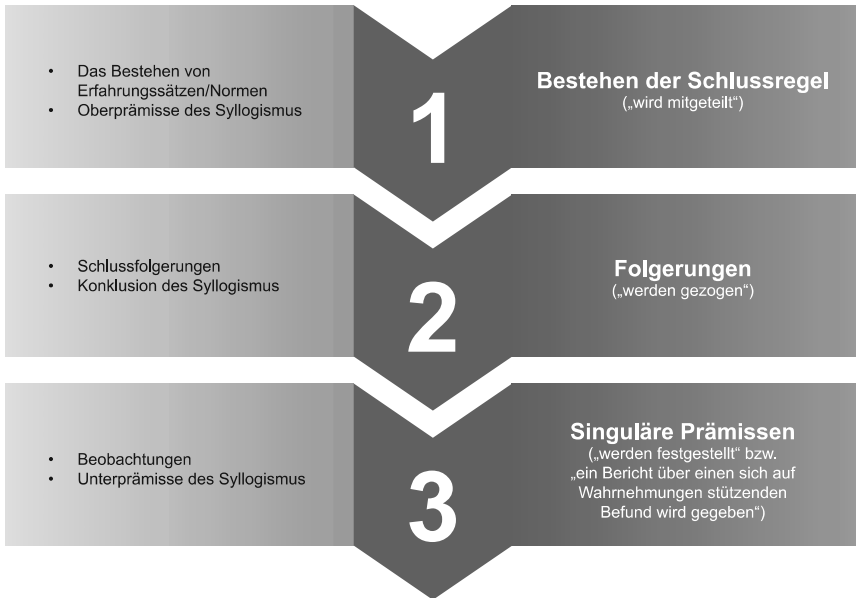 • Das Bestehen von
Erfahrungssätzen/Normen
• Oberprämisse des Syllogismus
1
Bestehen der Schlussregel
(„wird mitgeteilt“)
• Schlussfolgerungen
• Konklusion des Syllogismus
2
Folgerungen
(„werden gezogen“)
• Beobachtungen
• Unterprämisse des Syllogismus
3
Singuläre Prämissen
(„werden festgestellt“ bzw.
„ein Bericht über einen sich auf
Wahrnehmungen stützenden
Befund wird gegeben“)